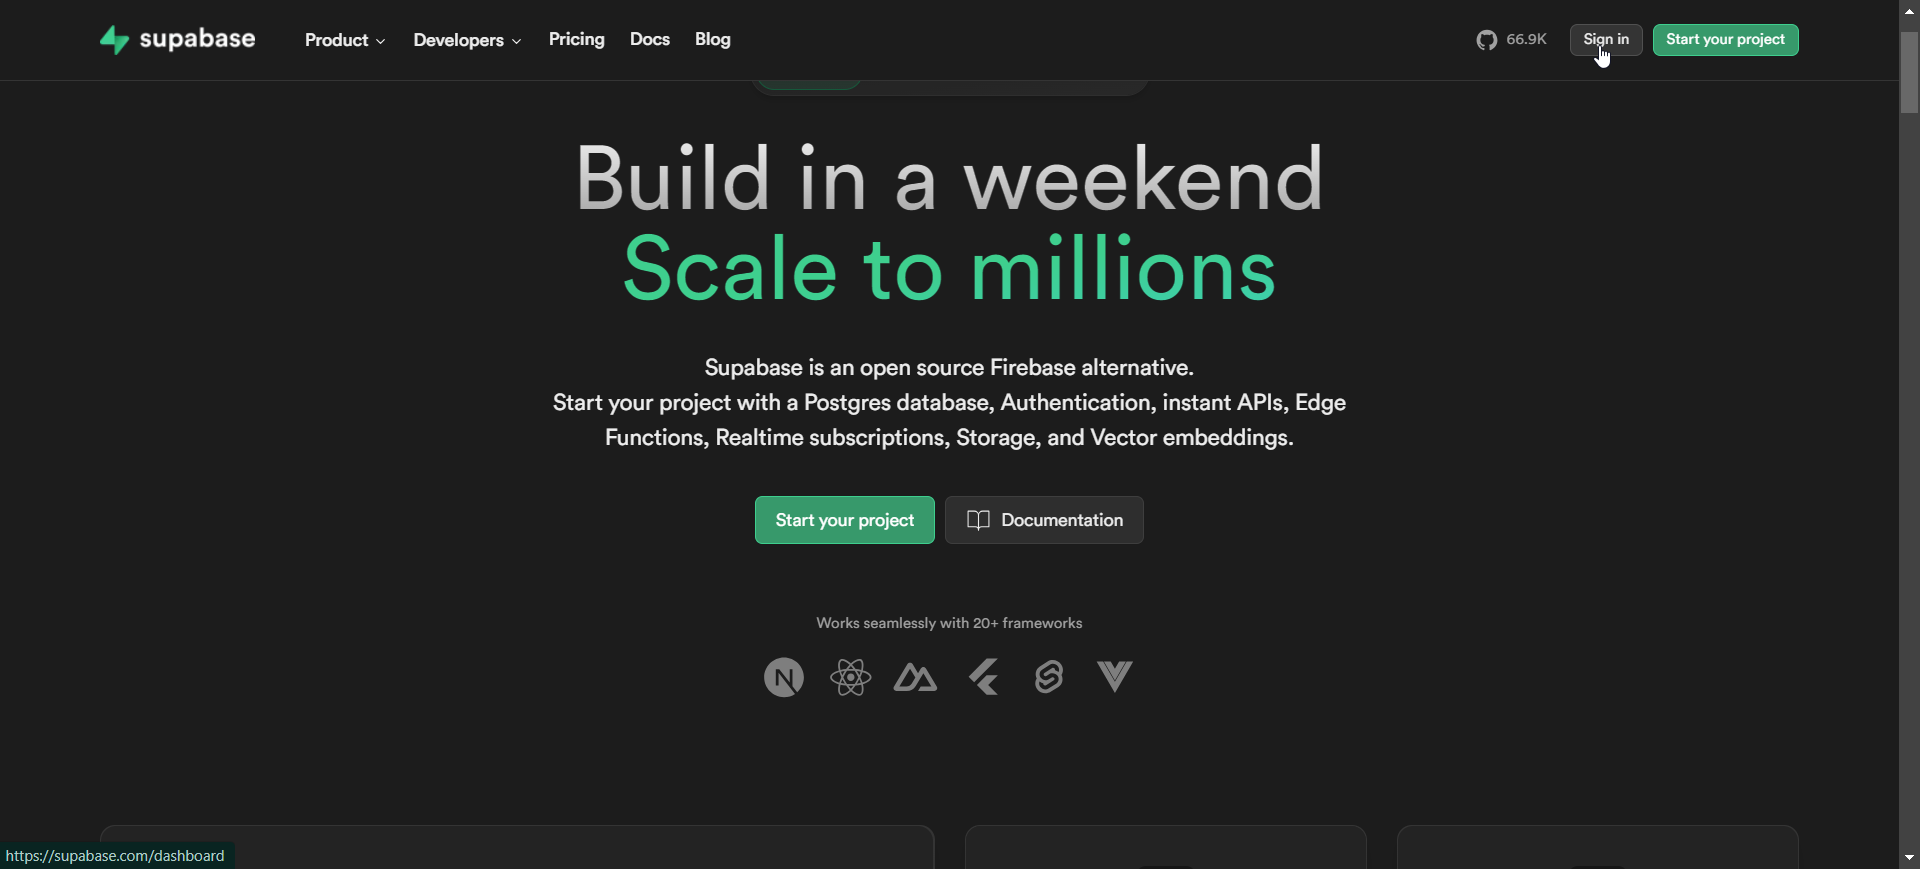 supabase
Product
Developers
Pricing
Docs
Blog
66.9K
Sign in
Start your project
Build in a weekend
Scale to millions
Supabase is an open source Firebase alternative.
Start your project with a Postgres database, Authentication, instant APIs, Edge
Functions, Realtime subscriptions, Storage, and Vector embeddings.
Start your project
Documentation
Works seamlessly with 20+ frameworks
N
https://supabase.com/dashboard